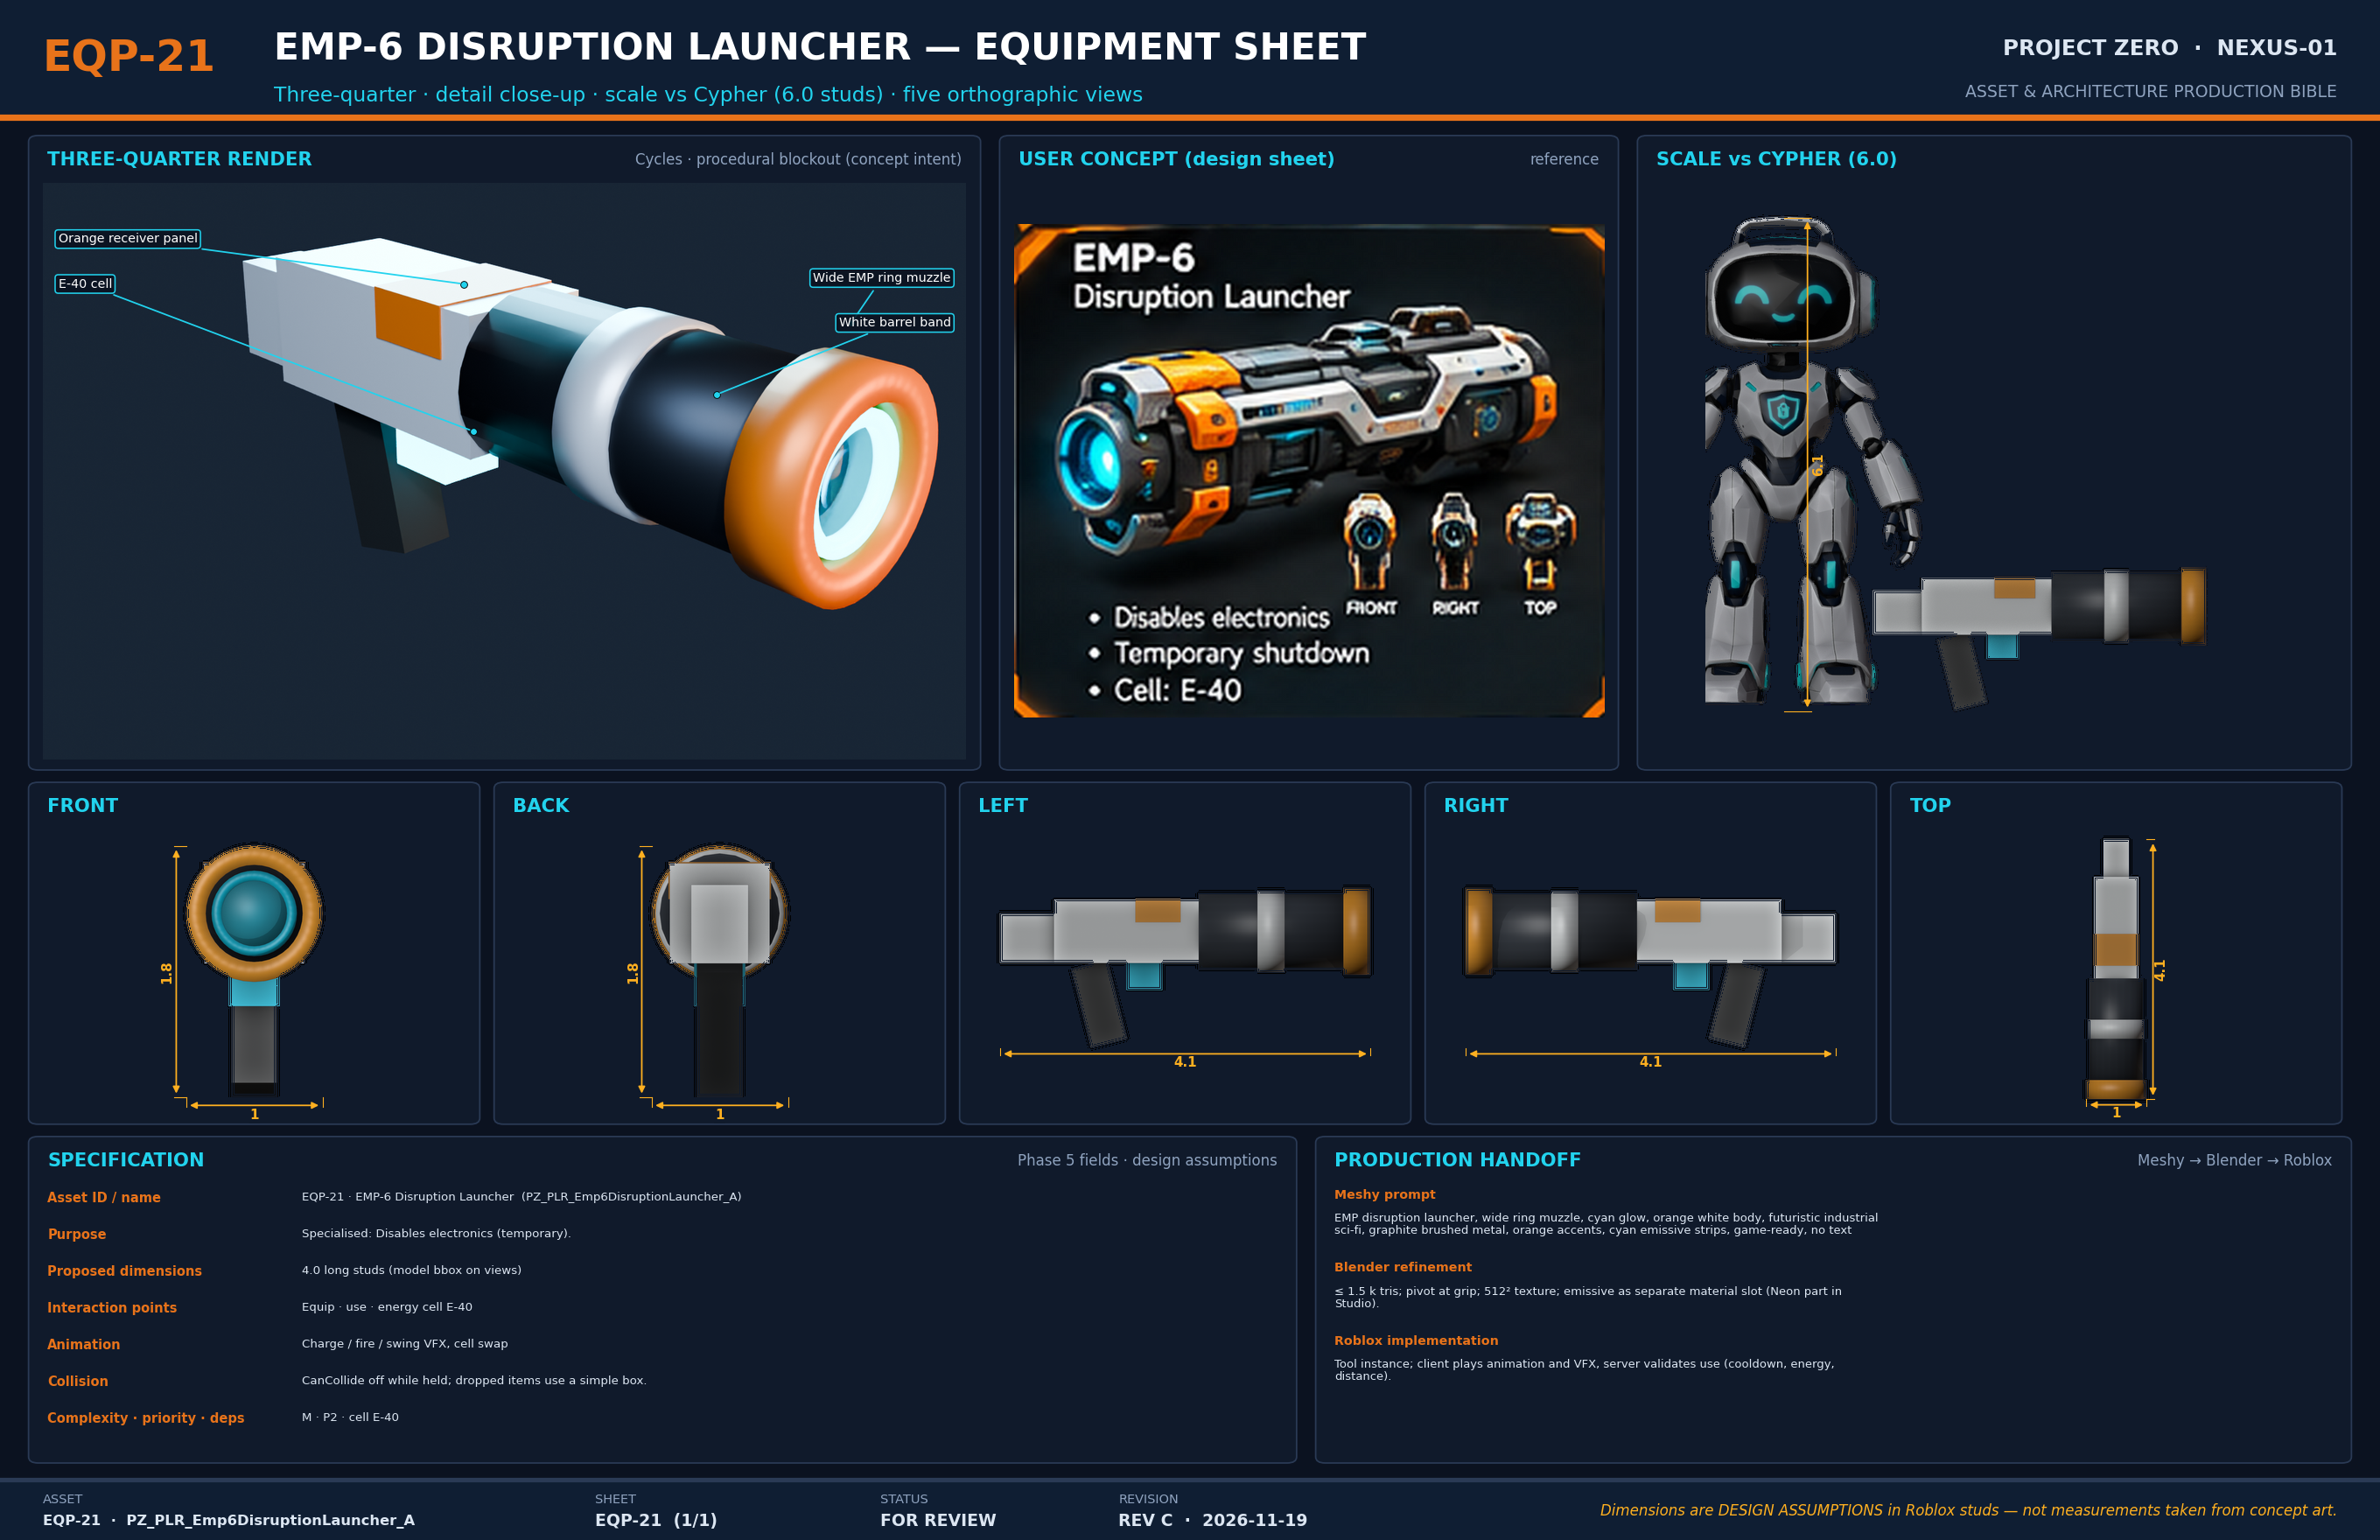 EQP-21
EMP-6 DISRUPTION LAUNCHER — EQUIPMENT SHEET
Three-quarter · detail close-up · scale vs Cypher (6.0 studs) · five orthographic views
PROJECT ZERO · NEXUS-01
ASSET & ARCHITECTURE PRODUCTION BIBLE
THREE-QUARTER RENDER
Cycles · procedural blockout (concept intent)
Orange receiver panel
E-40 cell
Wide EMP ring muzzle
White barrel band
USER CONCEPT (design sheet)
reference
EMP-6
Disruption Launcher
FRONT
RIGHT
TOP
• Disables electronics
• Temporary shutdown
• Cell: E-40
SCALE vs CYPHER (6.0)
6.1
FRONT
1.8
1
BACK
1.8
1
LEFT
4.1
RIGHT
4.1
TOP
4.1
1
SPECIFICATION
Phase 5 fields · design assumptions
Asset ID / name
EQP-21 · EMP-6 Disruption Launcher (PZ_PLR_Emp6DisruptionLauncher_A)
Purpose
Specialised: Disables electronics (temporary).
Proposed dimensions
4.0 long studs (model bbox on views)
Interaction points
Equip · use · energy cell E-40
Animation
Charge / fire / swing VFX, cell swap
Collision
CanCollide off while held; dropped items use a simple box.
Complexity · priority · deps
M · P2 · cell E-40
PRODUCTION HANDOFF
Meshy → Blender → Roblox
Meshy prompt
EMP disruption launcher, wide ring muzzle, cyan glow, orange white body, futuristic industrial
sci-fi, graphite brushed metal, orange accents, cyan emissive strips, game-ready, no text
Blender refinement
≤ 1.5 k tris; pivot at grip; 512² texture; emissive as separate material slot (Neon part in
Studio).
Roblox implementation
Tool instance; client plays animation and VFX, server validates use (cooldown, energy,
distance).
ASSET
EQP-21 · PZ_PLR_Emp6DisruptionLauncher_A
SHEET
EQP-21 (1/1)
STATUS
FOR REVIEW
REVISION
REV C · 2026-11-19
Dimensions are DESIGN ASSUMPTIONS in Roblox studs — not measurements taken from concept art.